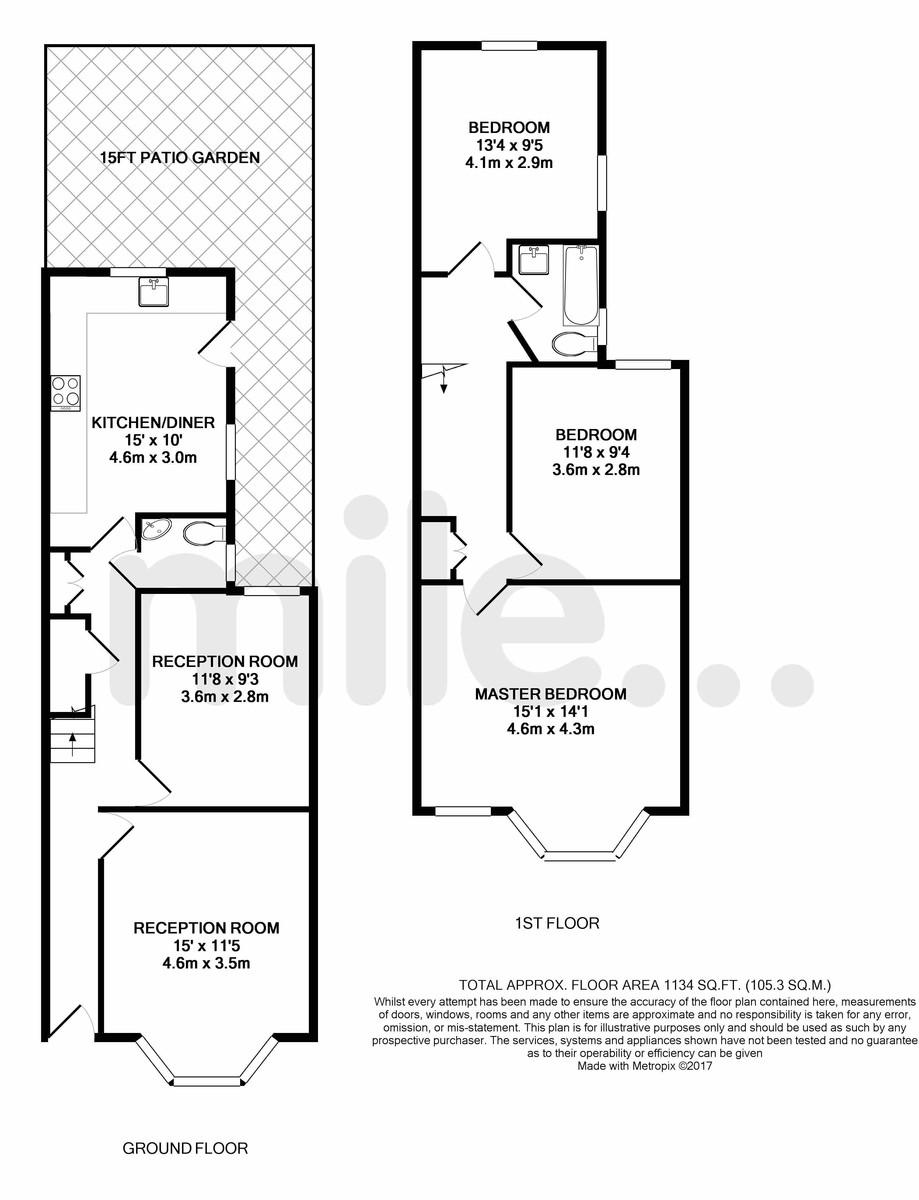 15FT PATIO GARDEN
KITCHEN/DINER
15' x 10'
4.6m x 3.0m
RECEPTION ROOM
11'8 x 9'3
3.6m x 2.8m
RECEPTION ROOM
15' x 11'5
4.6m x 3.5m
GROUND FLOOR
BEDROOM
13'4 x 9'5
4.1m x 2.9m
BEDROOM
11'8 x 9'4
3.6m x 2.8m
MASTER BEDROOM
15'1 x 14'1
4.6m x 4.3m
1ST FLOOR
mile...
TOTAL APPROX. FLOOR AREA 1134 SQ.FT. (105.3 SQ.M.)
Whilst every attempt has been made to ensure the accuracy of the floor plan contained here, measurements
of doors, windows, rooms and any other items are approximate and no responsibility is taken for any error,
omission, or mis-statement. This plan is for illustrative purposes only and should be used as such by any
prospective purchaser. The services, systems and appliances shown have not been tested and no guarantee
as to their operability or efficiency can be given
Made with Metropix ©2017